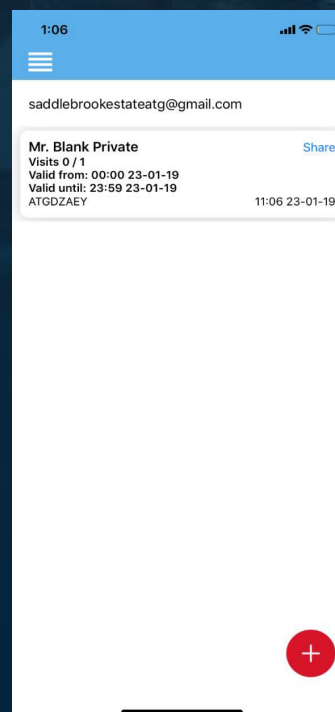 1:06
saddlebrookestateatg@gmail.com
Mr. Blank Private Share
Visits 0 / 1
Valid from: 00:00 23-01-19
Valid until: 23:59 23-01-19
ATGDZAEY 11:06 23-01-19